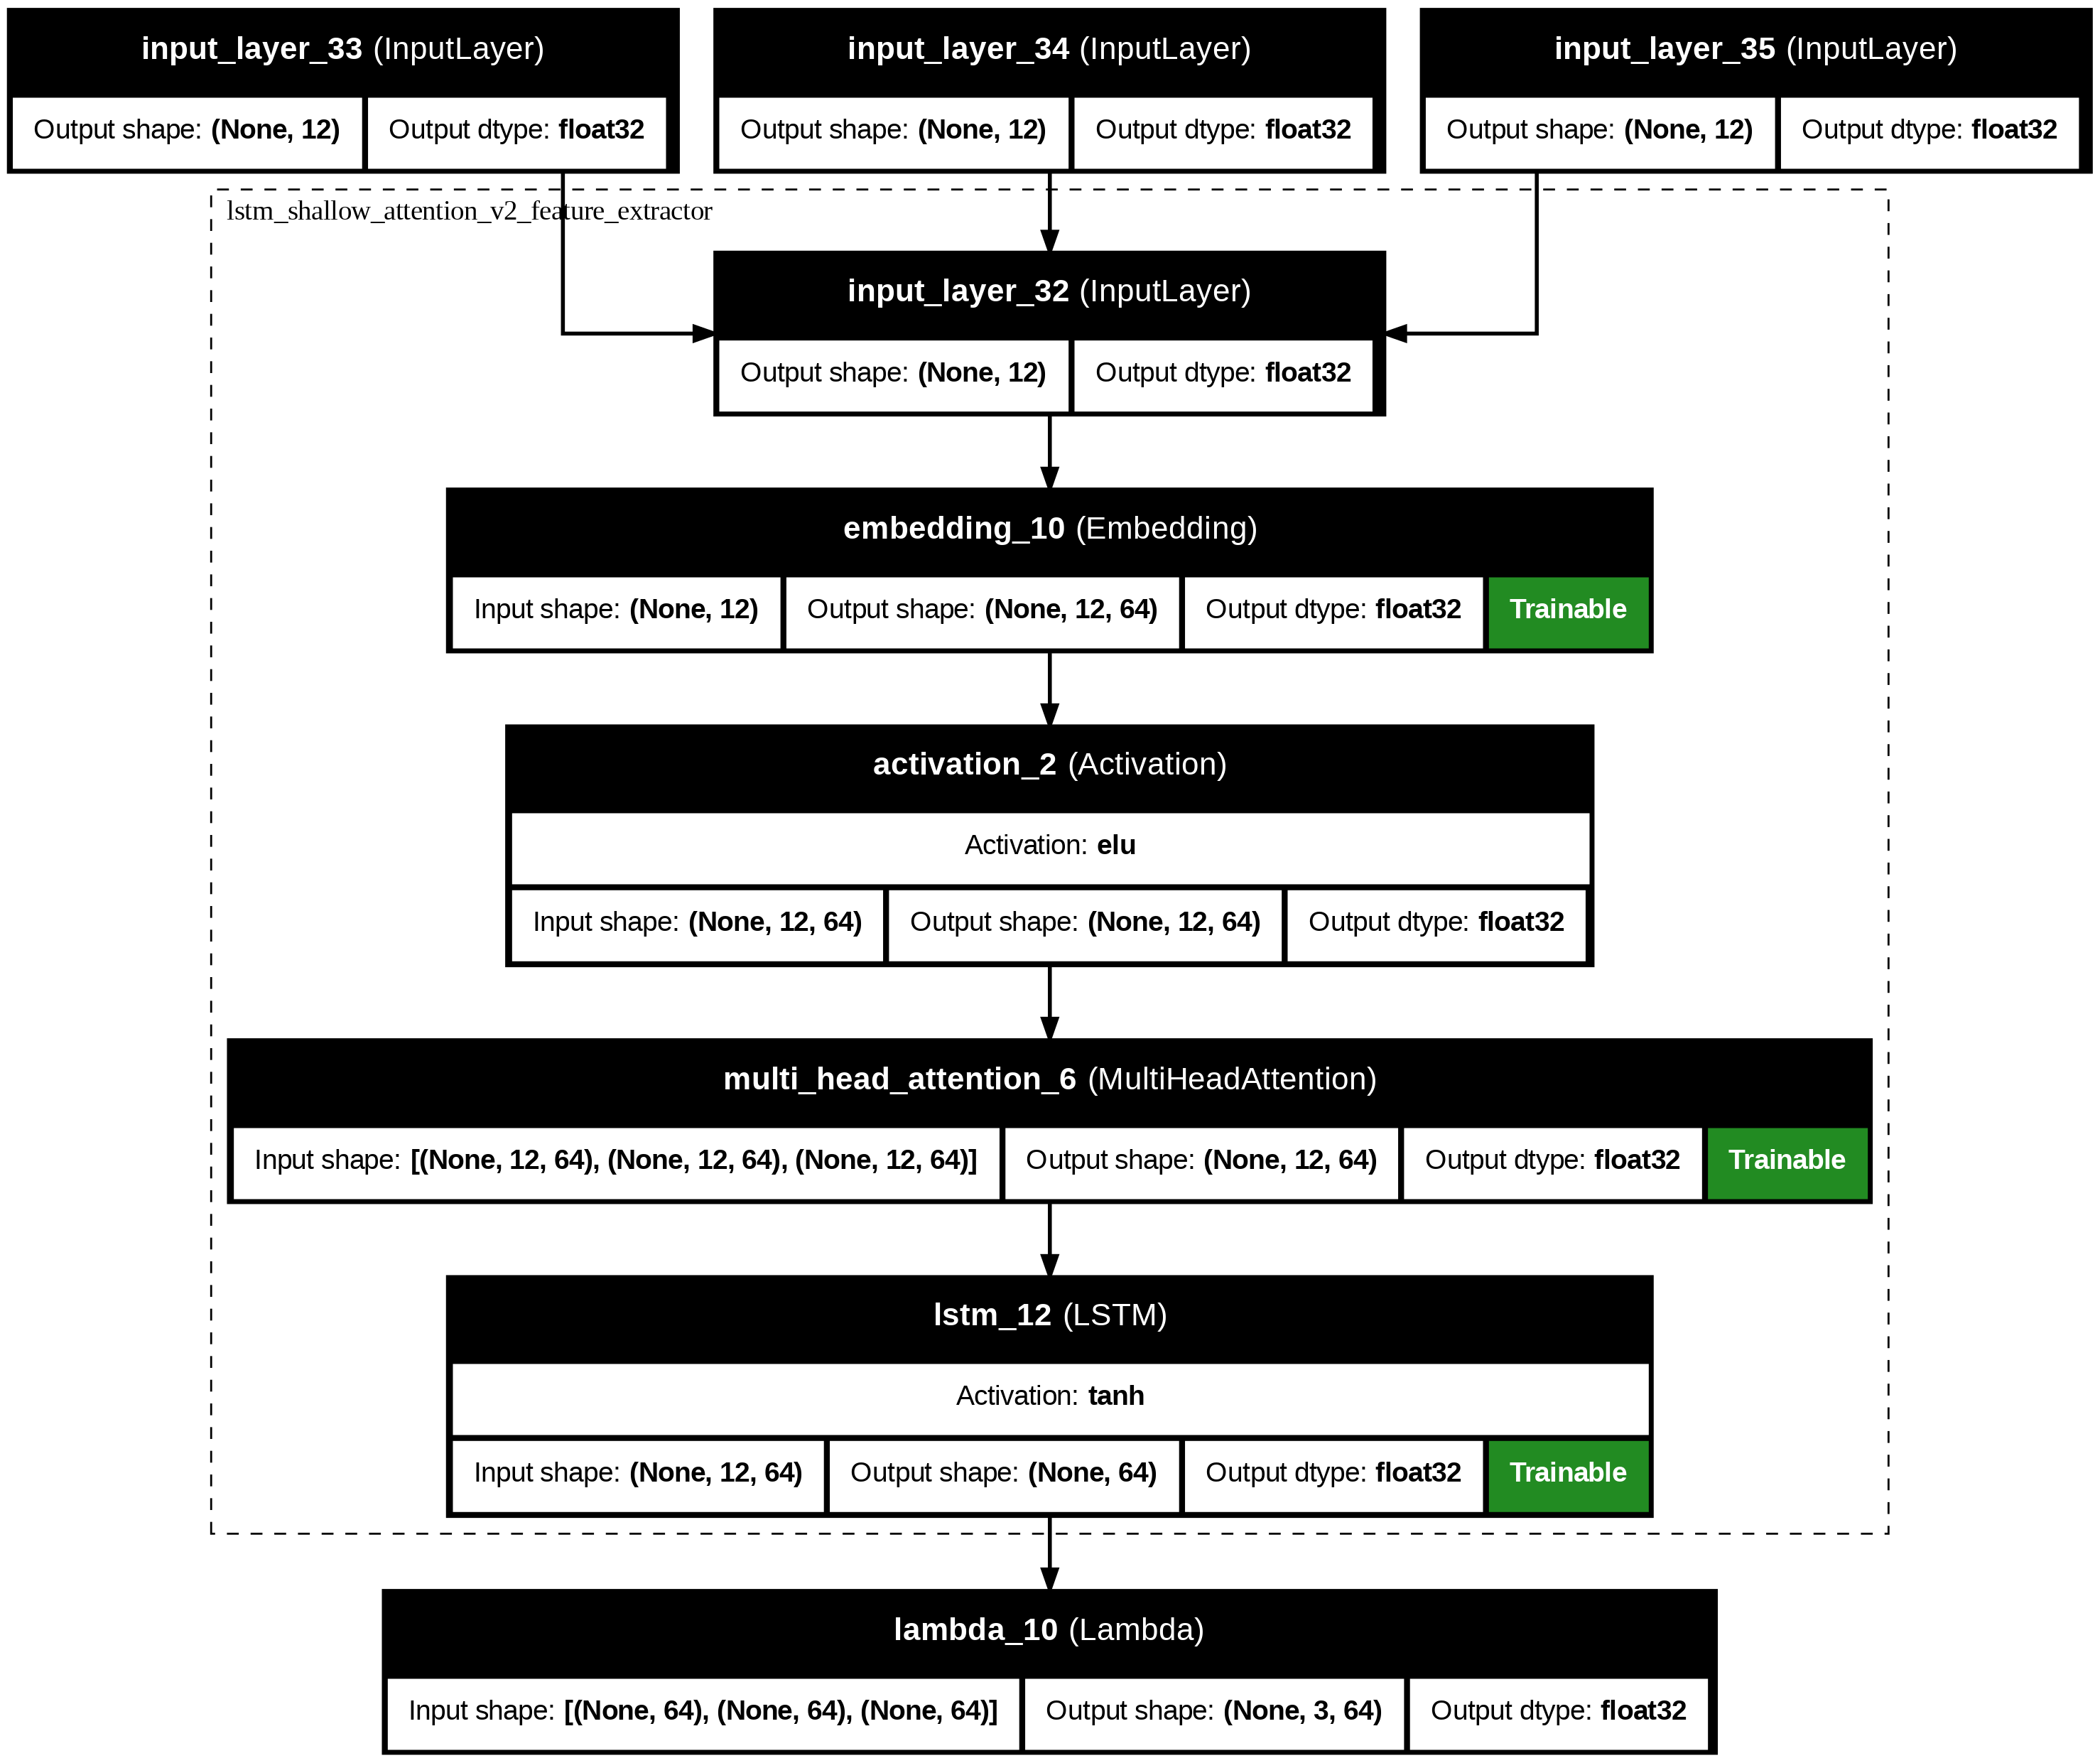 input_layer_33 (InputLayer)
Output shape: (None, 12) Output dtype: float32
input_layer_34 (InputLayer)
Output shape: (None, 12) Output dtype: float32
input_layer_35 (InputLayer)
Output shape: (None, 12) Output dtype: float32
lstm_shallow_attention_v2_feature_extractor
input_layer_32 (InputLayer)
Output shape: (None, 12) Output dtype: float32
embedding_10 (Embedding)
Input shape: (None, 12) Output shape: (None, 12, 64) Output dtype: float32 Trainable
activation_2 (Activation)
Activation: elu
Input shape: (None, 12, 64) Output shape: (None, 12, 64) Output dtype: float32
multi_head_attention_6 (MultiHeadAttention)
Input shape: [(None, 12, 64), (None, 12, 64), (None, 12, 64)] Output shape: (None, 12, 64) Output dtype: float32 Trainable
lstm_12 (LSTM)
Activation: tanh
Input shape: (None, 12, 64) Output shape: (None, 64) Output dtype: float32 Trainable
lambda_10 (Lambda)
Input shape: [(None, 64), (None, 64), (None, 64)] Output shape: (None, 3, 64) Output dtype: float32